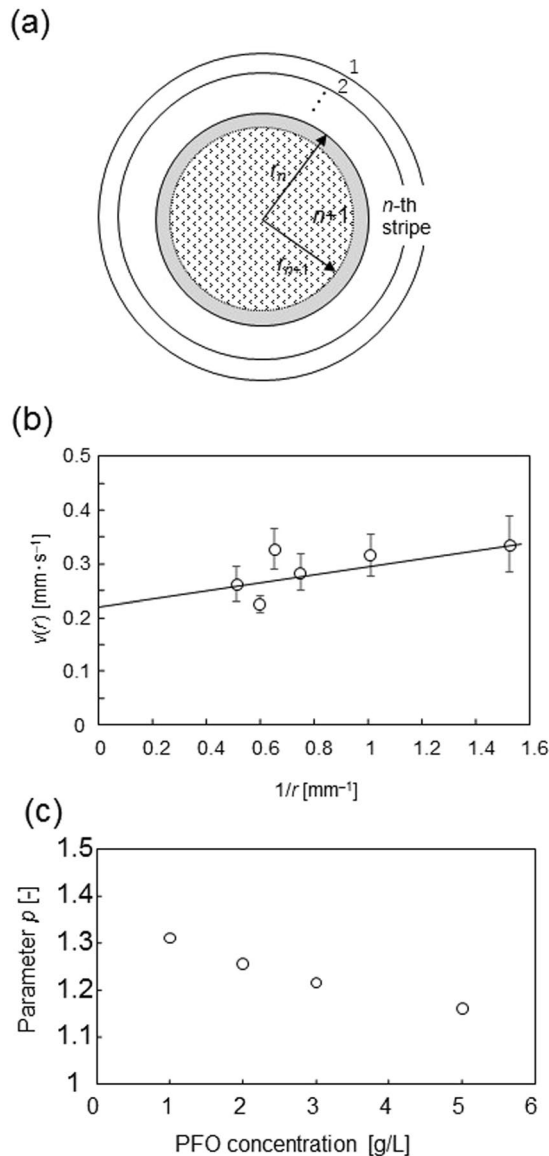 (a)
1
2
rₙ
n+1
rₙ₊₁
n-th
stripe
(b)
0.5
0.4
0.3
0.2
0.1
0
v(r) [mm·s⁻¹]
0 0.2 0.4 0.6 0.8 1 1.2 1.4 1.6
1/r [mm⁻¹]
(c)
1.5
1.4
1.3
1.2
1.1
1
Parameter p [-]
0 1 2 3 4 5 6
PFO concentration [g/L]